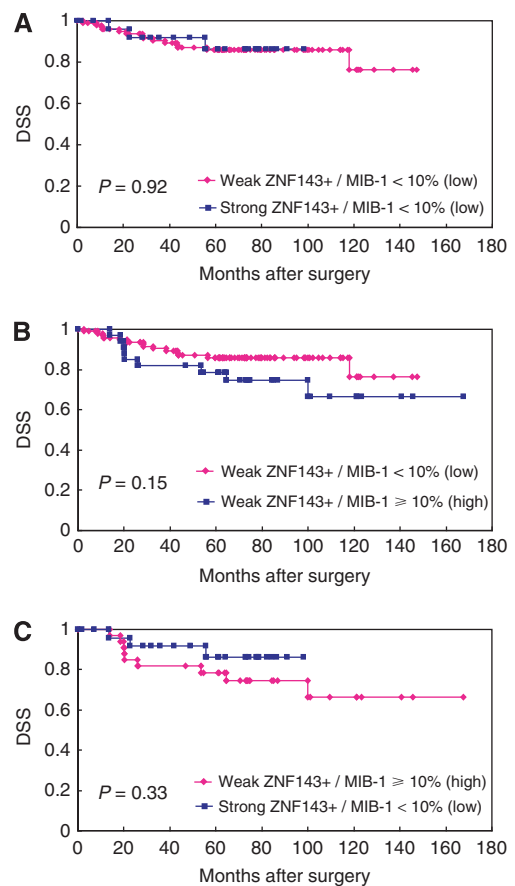 A
1
0.8
0.6
0.4
0.2
0
DSS
P = 0.92
Weak ZNF143+ / MIB-1 < 10% (low)
Strong ZNF143+ / MIB-1 < 10% (low)
0 20 40 60 80 100 120 140 160 180
Months after surgery
B
1
0.8
0.6
0.4
0.2
0
DSS
P = 0.15
Weak ZNF143+ / MIB-1 < 10% (low)
Weak ZNF143+ / MIB-1 ⩾ 10% (high)
0 20 40 60 80 100 120 140 160 180
Months after surgery
C
1
0.8
0.6
0.4
0.2
0
DSS
P = 0.33
Weak ZNF143+ / MIB-1 ⩾ 10% (high)
Strong ZNF143+ / MIB-1 < 10% (low)
0 20 40 60 80 100 120 140 160 180
Months after surgery